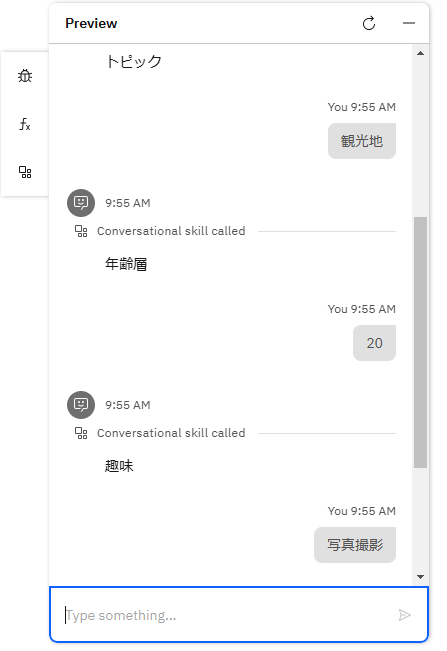 Preview
トピック
You 9:55 AM
観光地
9:55 AM
Conversational skill called
年齢層
You 9:55 AM
20
9:55 AM
Conversational skill called
趣味
You 9:55 AM
写真撮影
Type something...
fx